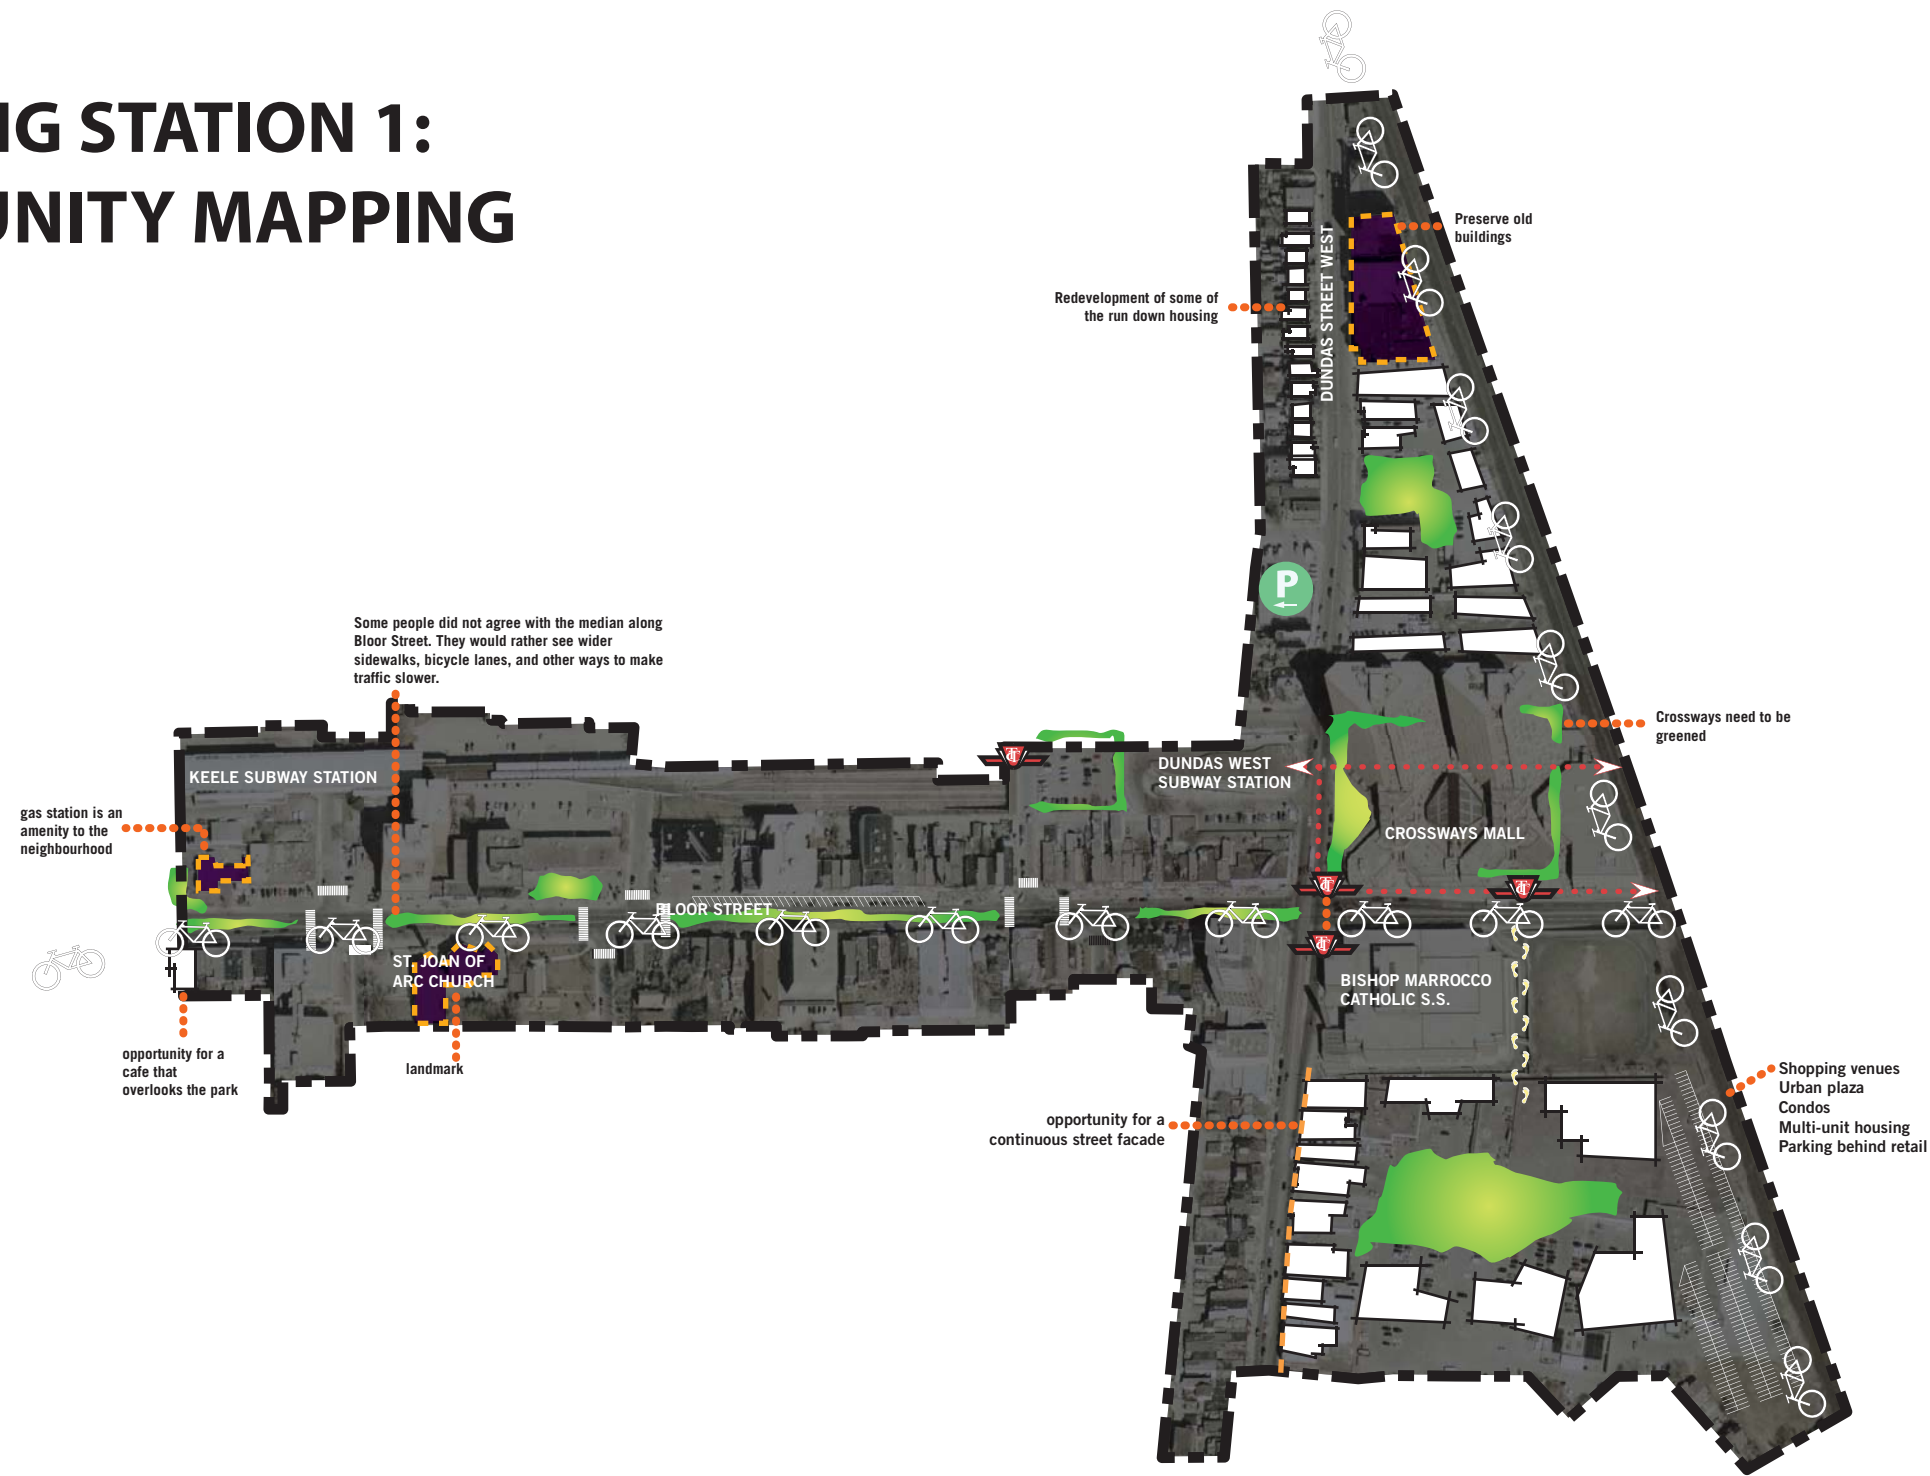 NG STATION 1:
UNITY MAPPING
Preserve old
buildings
Redevelopment of some of
the run down housing
DUNDAS STREET WEST
P
Some people did not agree with the median along
Bloor Street. They would rather see wider
sidewalks, bicycle lanes, and other ways to make
traffic slower.
Crossways need to be
greened
KEELE SUBWAY STATION
DUNDAS WEST
SUBWAY STATION
gas station is an
amenity to the
neighbourhood
CROSSWAYS MALL
BLOOR STREET
ST. JOAN OF
ARC CHURCH
BISHOP MARROCCO
CATHOLIC S.S.
opportunity for a
cafe that
overlooks the park
landmark
opportunity for a
continuous street facade
Shopping venues
Urban plaza
Condos
Multi-unit housing
Parking behind retail